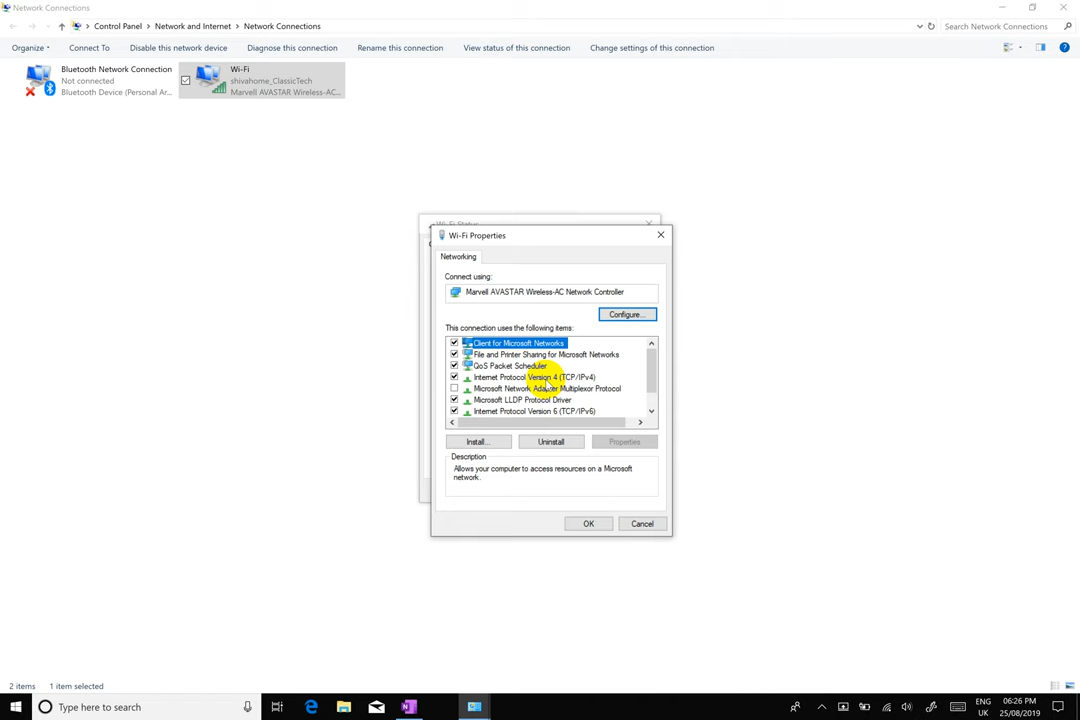 Network Connections
Control Panel > Network and Internet > Network Connections
Search Network Connections
Organize
Connect To
Disable this network device
Diagnose this connection
Rename this connection
View status of this connection
Change settings of this connection
Bluetooth Network Connection
Not connected
Bluetooth Device (Personal Ar...
Wi-Fi
shivahome_ClassicTech
Marvell AVASTAR Wireless-AC...
Wi-Fi Status
Wi-Fi Properties
Networking
Connect using:
Marvell AVASTAR Wireless-AC Network Controller
Configure...
This connection uses the following items:
Client for Microsoft Networks
File and Printer Sharing for Microsoft Networks
QoS Packet Scheduler
Internet Protocol Version 4 (TCP/IPv4)
Microsoft Network Adapter Multiplexor Protocol
Microsoft LLDP Protocol Driver
Internet Protocol Version 6 (TCP/IPv6)
Install...
Uninstall
Properties
Description
Allows your computer to access resources on a Microsoft
network.
OK
Cancel
2 items
1 item selected
Type here to search
ENG
UK
06:26 PM
25/08/2019